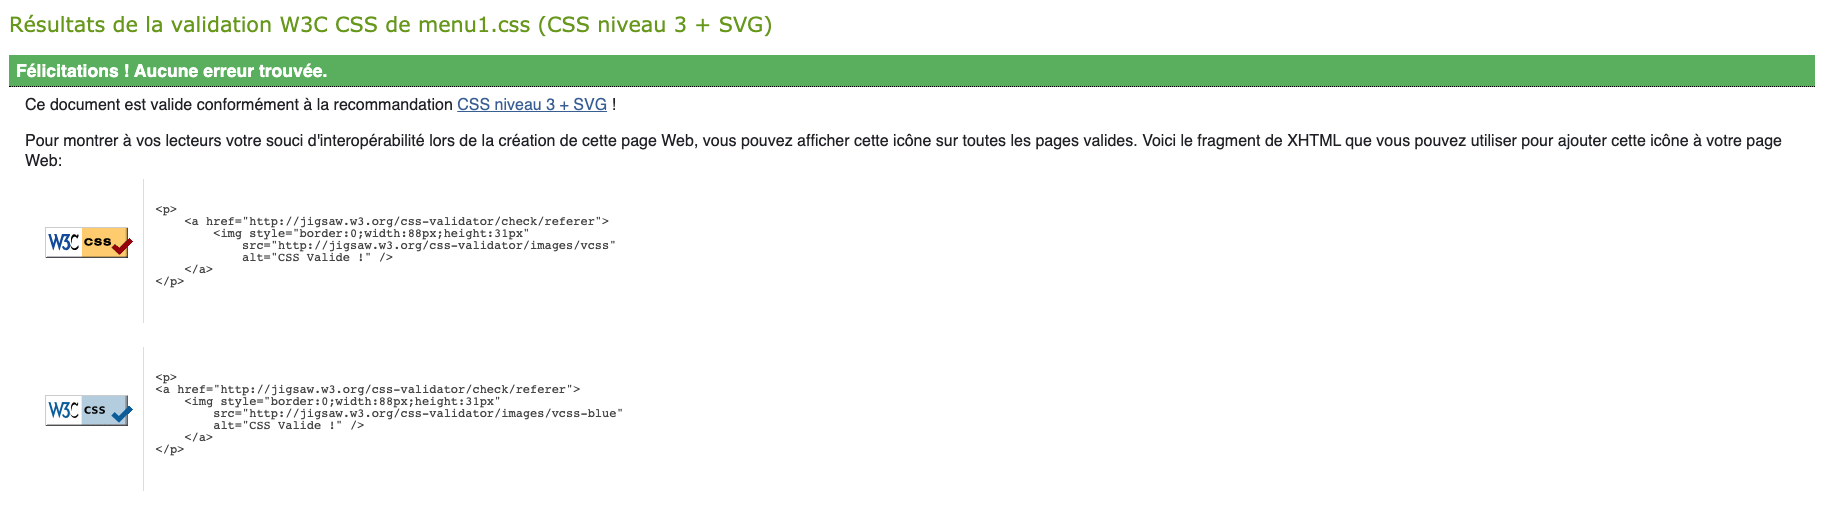 Résultats de la validation W3C CSS de menu1.css (CSS niveau 3 + SVG)
Félicitations ! Aucune erreur trouvée.
Ce document est valide conformément à la recommandation CSS niveau 3 + SVG !
Pour montrer à vos lecteurs votre souci d'interopérabilité lors de la création de cette page Web, vous pouvez afficher cette icône sur toutes les pages valides. Voici le fragment de XHTML que vous pouvez utiliser pour ajouter cette icône à votre page
Web:
W3C css
<p>
    <a href="http://jigsaw.w3.org/css-validator/check/referer">
        <img style="border:0;width:88px;height:31px"
            src="http://jigsaw.w3.org/css-validator/images/vcss"
            alt="CSS Valide !" />
    </a>
</p>
W3C css
<p>
<a href="http://jigsaw.w3.org/css-validator/check/referer">
    <img style="border:0;width:88px;height:31px"
        src="http://jigsaw.w3.org/css-validator/images/vcss-blue"
        alt="CSS Valide !" />
    </a>
</p>